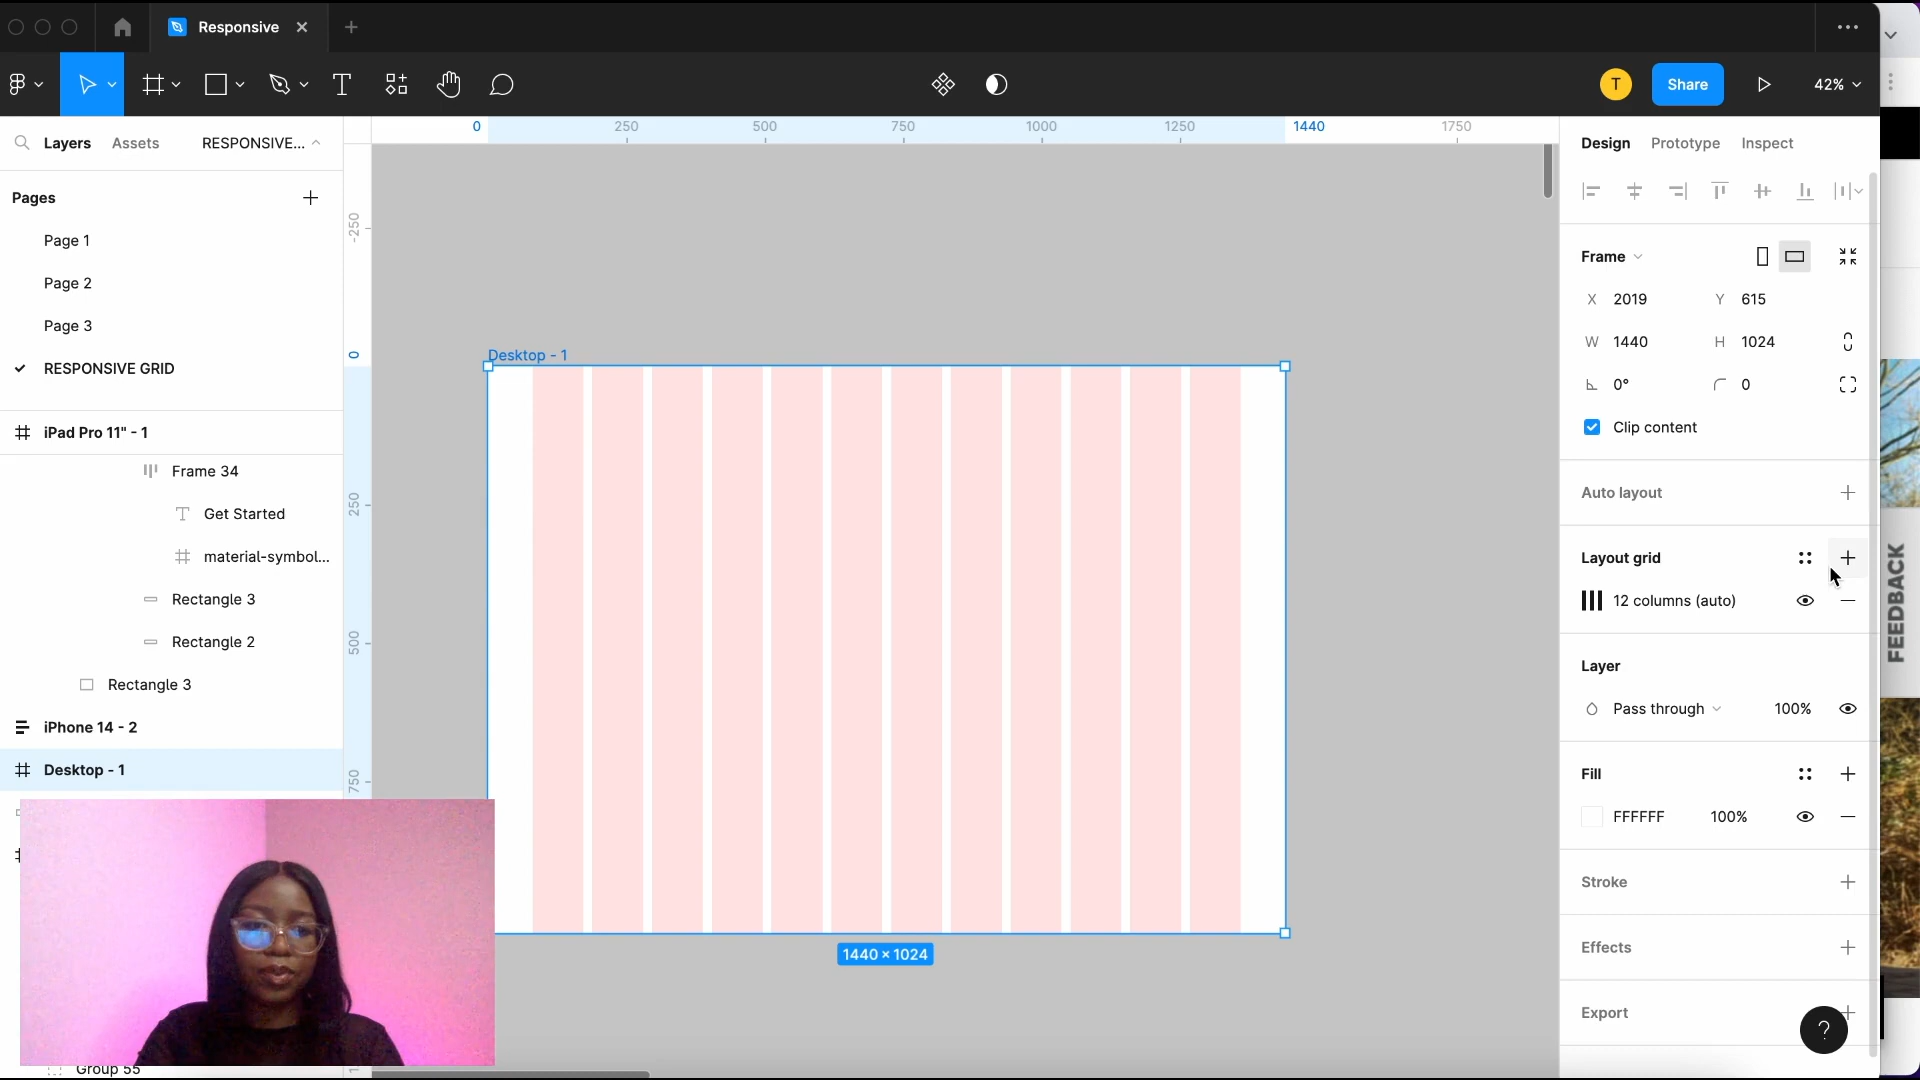 Responsive
T
Share
42%
Layers
Assets
RESPONSIVE...
0
250
500
750
1000
1250
1440
1750
Design
Prototype
Inspect
Pages
Page 1
Page 2
Page 3
RESPONSIVE GRID
iPad Pro 11" - 1
Frame 34
Get Started
material-symbol...
Rectangle 3
Rectangle 2
Rectangle 3
iPhone 14 - 2
Desktop - 1
Group 55
-250
0
250
500
750
Desktop - 1
1440 × 1024
Frame
X 2019
Y 615
W 1440
H 1024
0°
0
Clip content
Auto layout
Layout grid
12 columns (auto)
Layer
Pass through
100%
Fill
FFFFFF
100%
Stroke
Effects
Export
?
FEEDBACK